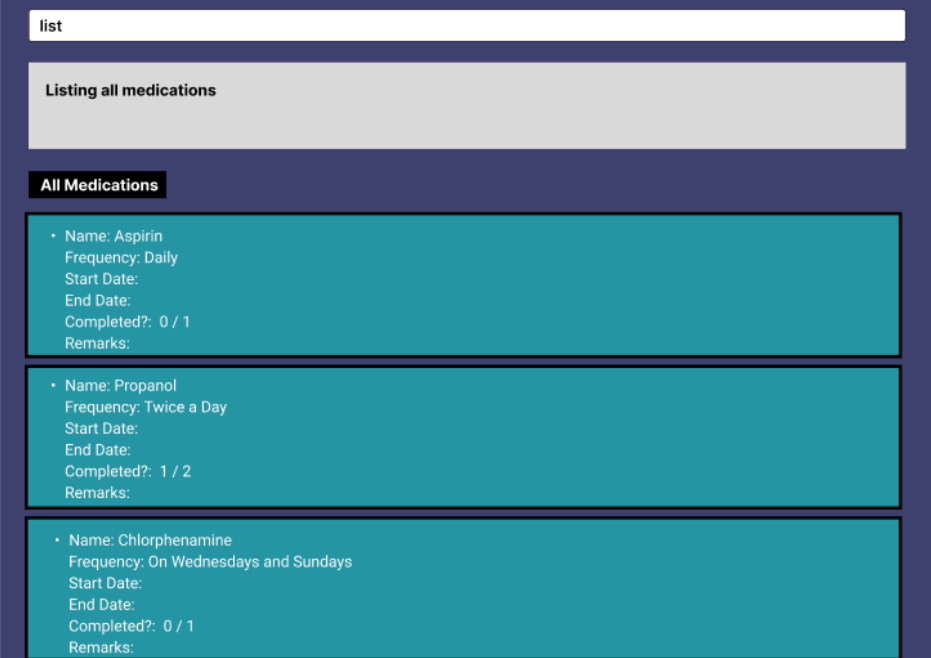 list
Listing all medications
All Medications
• Name: Aspirin
Frequency: Daily
Start Date:
End Date:
Completed?: 0 / 1
Remarks:
• Name: Propanol
Frequency: Twice a Day
Start Date:
End Date:
Completed?: 1 / 2
Remarks:
• Name: Chlorphenamine
Frequency: On Wednesdays and Sundays
Start Date:
End Date:
Completed?: 0 / 1
Remarks: